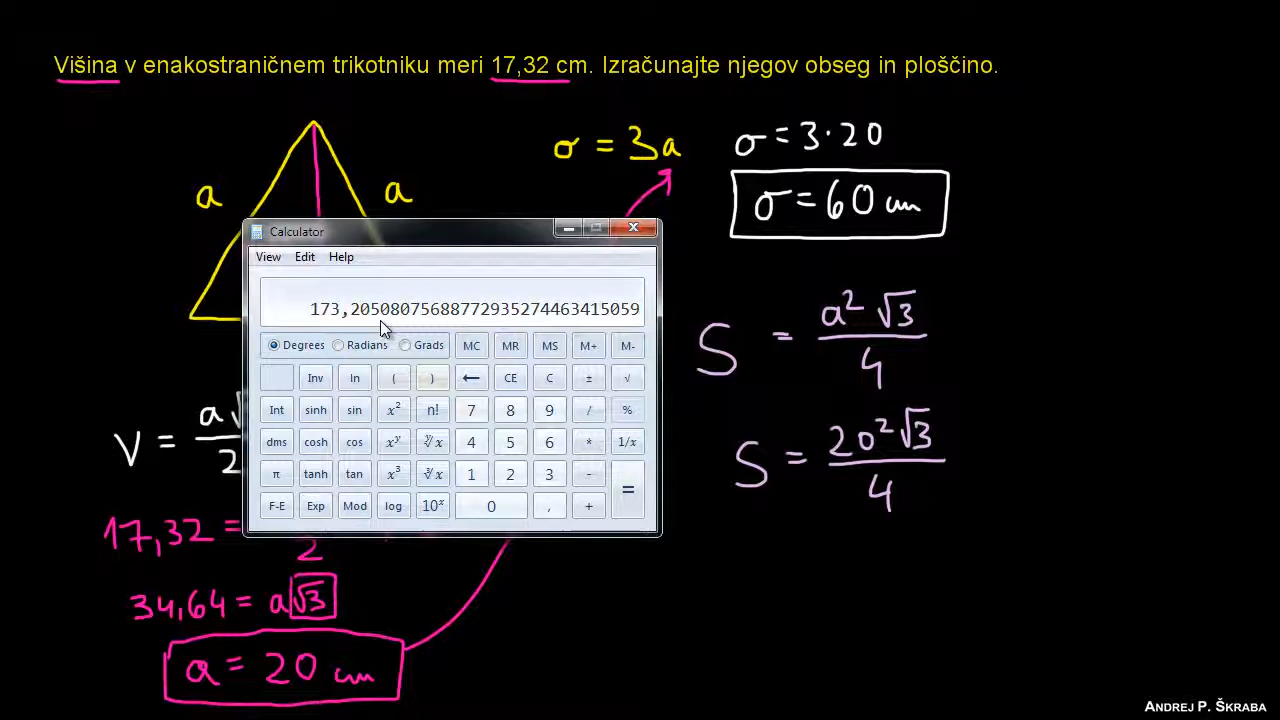 Višina v enakostraničnem trikotniku meri 17,32 cm. Izračunajte njegov obseg in ploščino.
a
a
σ = 3a
σ = 3·20
σ = 60 cm
Calculator
View Edit Help
173,20508075688772935274463415059
Degrees Radians Grads MC MR MS M+ M-
Inv ln ( ) ← CE C ± √
Int sinh sin x² n! 7 8 9 / %
dms cosh cos xʸ ʸ√x 4 5 6 * 1/x
π tanh tan x³ ³√x 1 2 3 - =
F-E Exp Mod log 10ˣ 0 , +
S = a²√3 / 4
S = 20²√3 / 4
v = a√ / 2
17,32 = / 2
34,64 = a√3
a = 20 cm
ANDREJ P. ŠKRABA